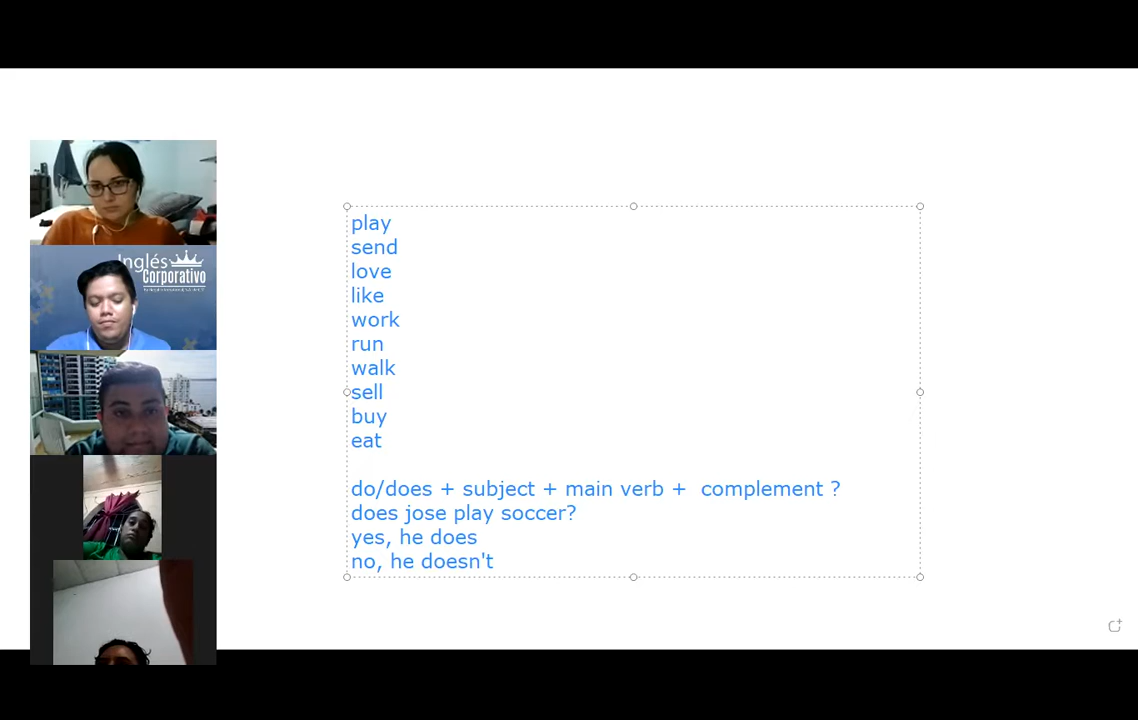 Inglés
Corporativo
play
send
love
like
work
run
walk
sell
buy
eat
do/does + subject + main verb +  complement ?
does jose play soccer?
yes, he does
no, he doesn't